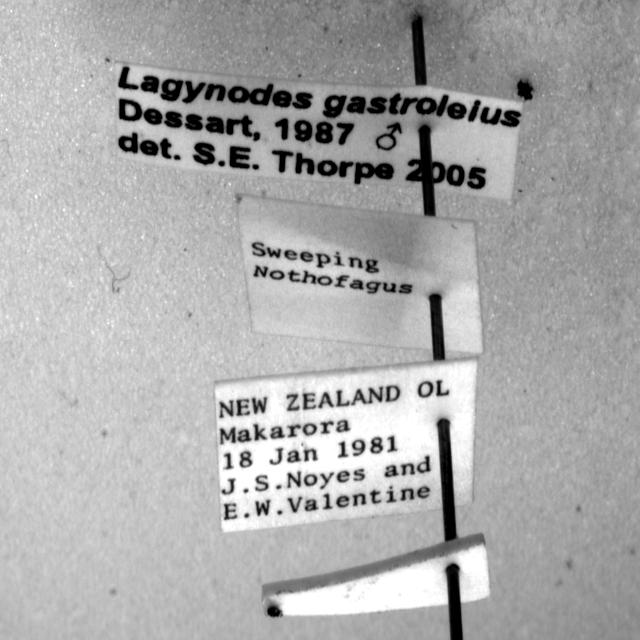 Lagynodes gastroleius
Dessart, 1987 ♂
det. S.E. Thorpe 2005
Sweeping
Nothofagus
NEW ZEALAND OL
Makarora
18 Jan 1981
J.S.Noyes and
E.W.Valentine